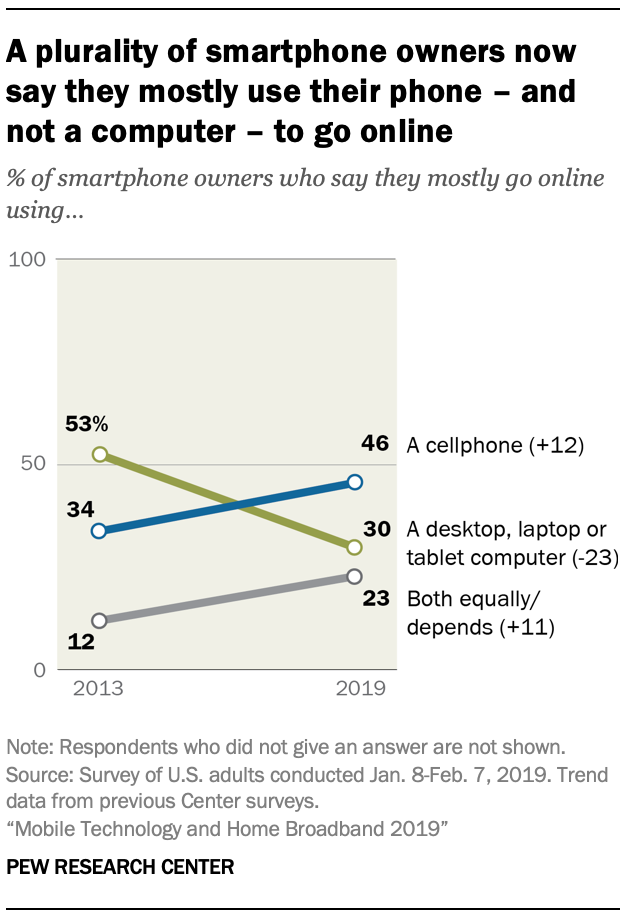 A plurality of smartphone owners now
say they mostly use their phone – and
not a computer – to go online
% of smartphone owners who say they mostly go online
using...
100
53%
46 A cellphone (+12)
50
34
30 A desktop, laptop or
tablet computer (-23)
23 Both equally/
depends (+11)
12
0
2013 2019
Note: Respondents who did not give an answer are not shown.
Source: Survey of U.S. adults conducted Jan. 8-Feb. 7, 2019. Trend
data from previous Center surveys.
“Mobile Technology and Home Broadband 2019”
PEW RESEARCH CENTER